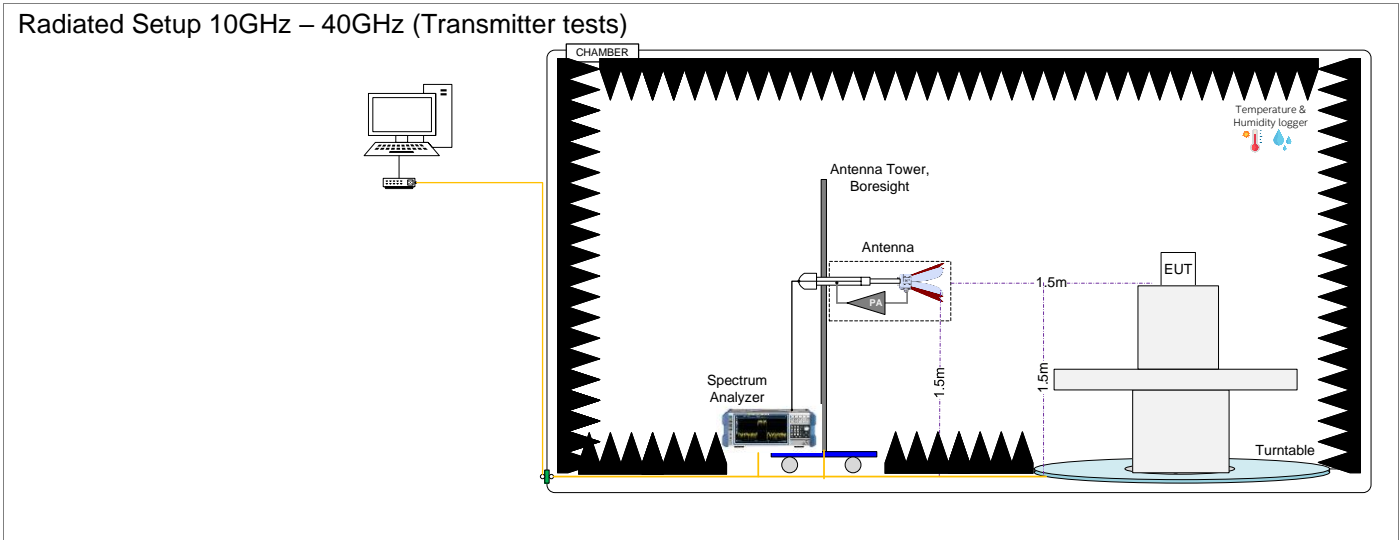 Radiated Setup 10GHz – 40GHz (Transmitter tests)
CHAMBER
Temperature &
Humidity logger
Antenna Tower,
Boresight
Antenna
EUT
1.5m
PA
1.5m
1.5m
Spectrum
Analyzer
Turntable